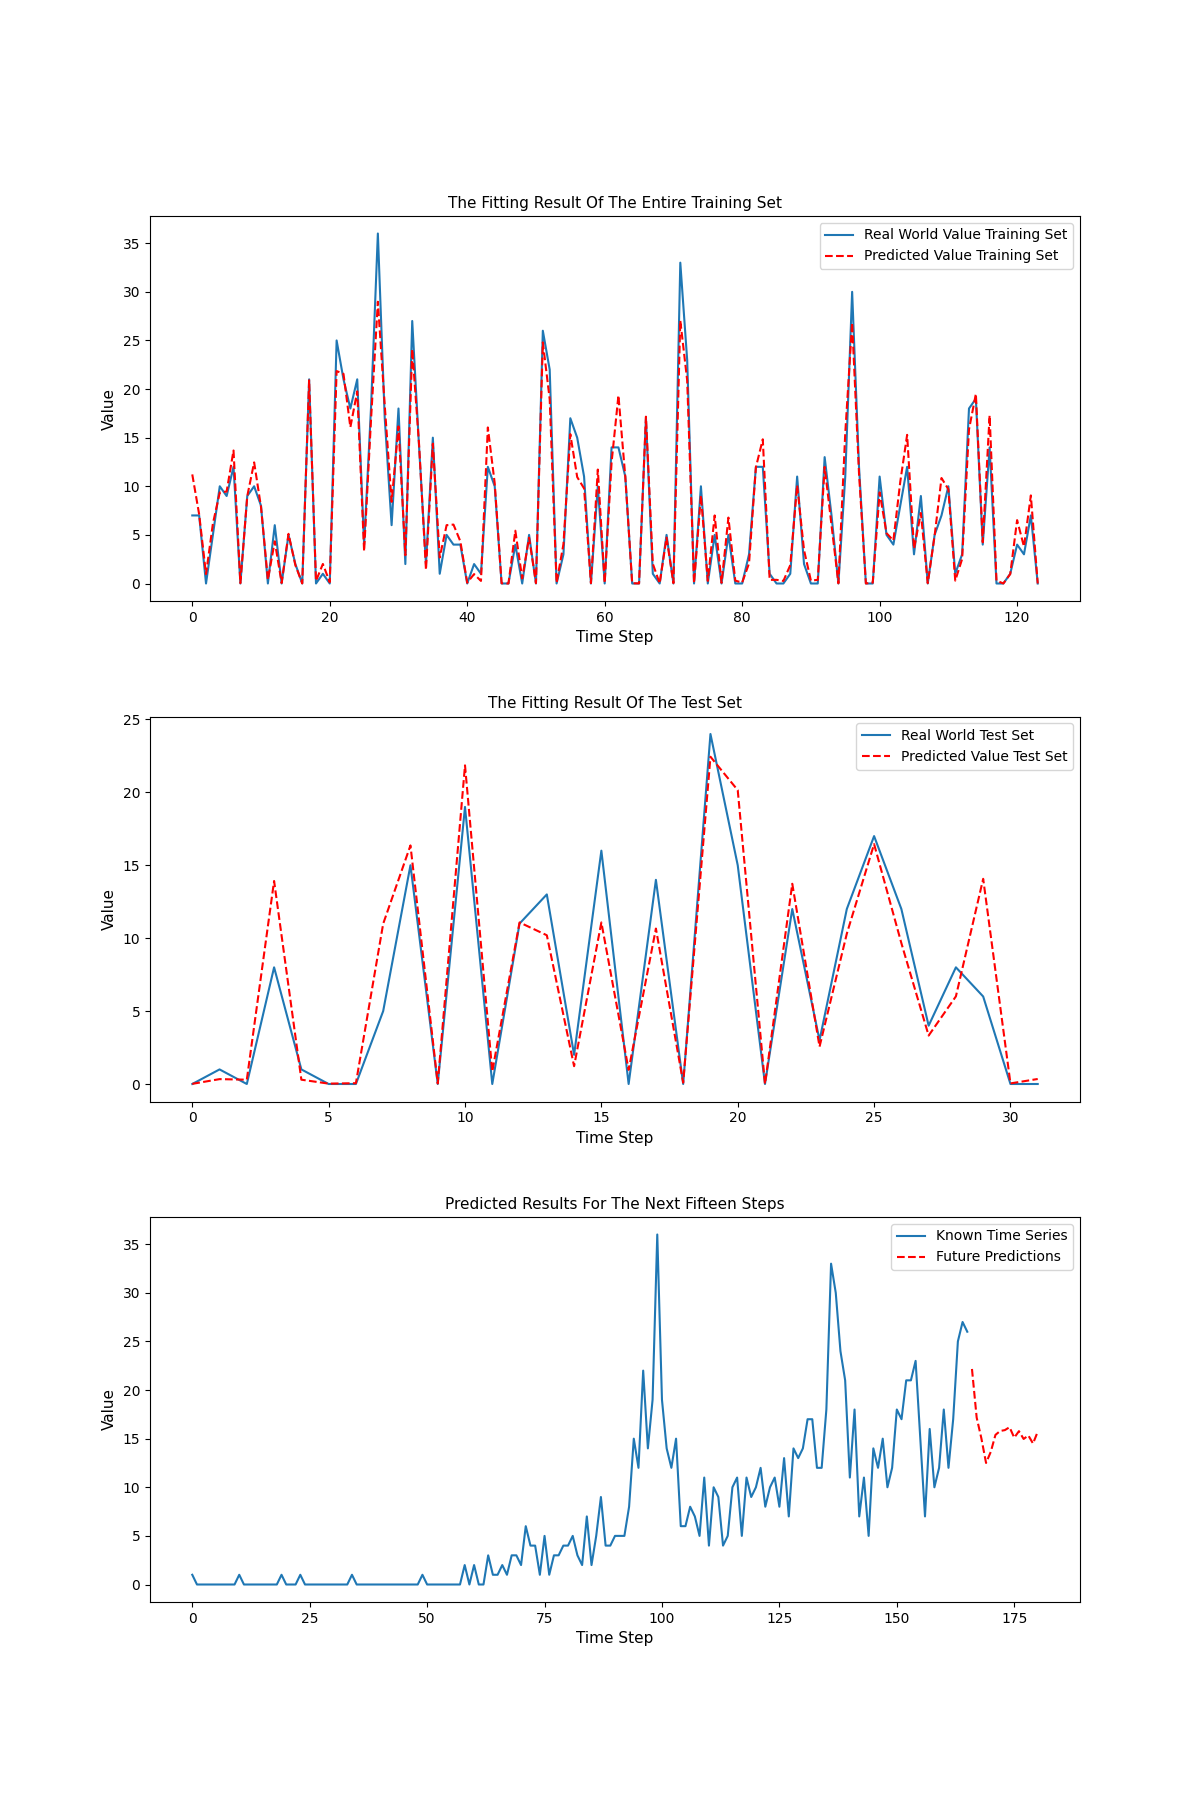 The Fitting Result Of The Entire Training Set
Real World Value Training Set
Predicted Value Training Set
Value
35
30
25
20
15
10
5
0
0 20 40 60 80 100 120
Time Step
The Fitting Result Of The Test Set
Real World Test Set
Predicted Value Test Set
Value
25
20
15
10
5
0
0 5 10 15 20 25 30
Time Step
Predicted Results For The Next Fifteen Steps
Known Time Series
Future Predictions
Value
35
30
25
20
15
10
5
0
0 25 50 75 100 125 150 175
Time Step